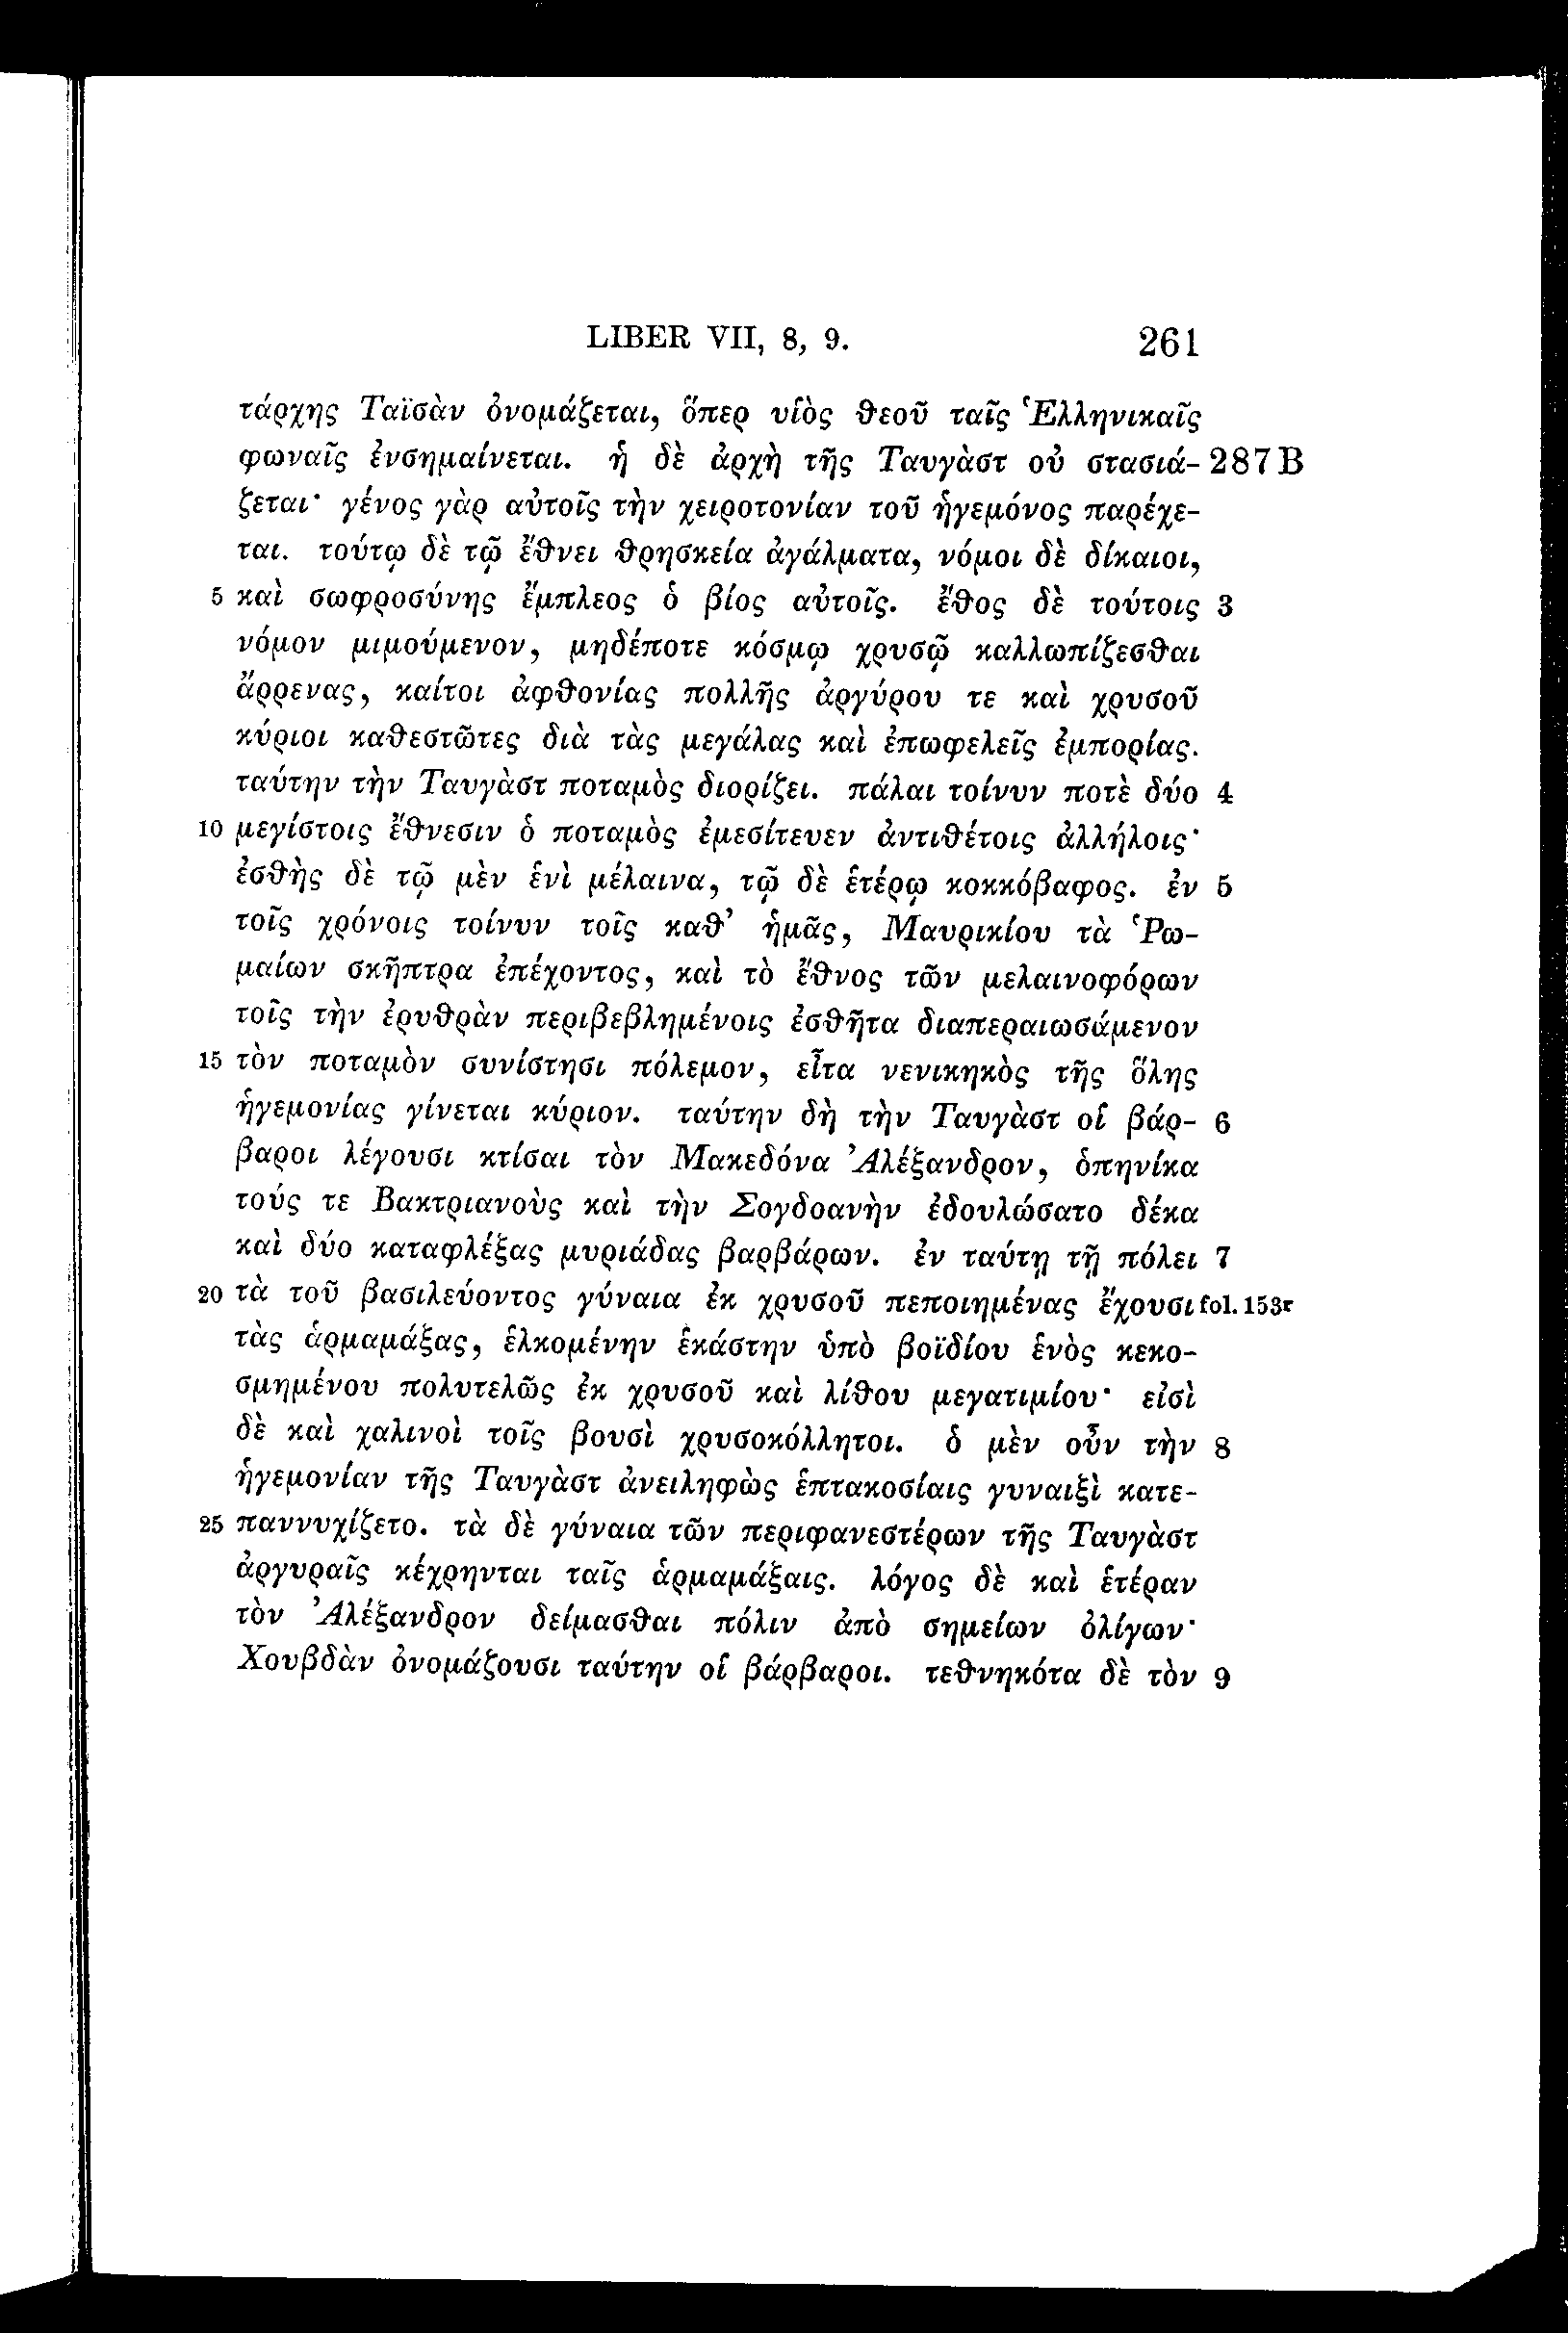 LIBER VII, 8, 9. 261
τάρχης Ταϊσὰν ὀνομάζεται, ὅπερ υἱὸς θεοῦ ταῖς Ἑλληνικαῖς
φωναῖς ἐνσημαίνεται. ἡ δὲ ἀρχὴ τῆς Ταυγὰστ οὐ στασιά- 287 B
ζεται· γένος γὰρ αὐτοῖς τὴν χειροτονίαν τοῦ ἡγεμόνος παρέχε-
ται. τούτῳ δὲ τῷ ἔθνει θρησκεία ἀγάλματα, νόμοι δὲ δίκαιοι,
5 καὶ σωφροσύνης ἔμπλεος ὁ βίος αὐτοῖς. ἔθος δὲ τούτοις 3
νόμον μιμούμενον, μηδέποτε κόσμῳ χρυσῷ καλλωπίζεσθαι
ἄρρενας, καίτοι ἀφθονίας πολλῆς ἀργύρου τε καὶ χρυσοῦ
κύριοι καθεστῶτες διὰ τὰς μεγάλας καὶ ἐπωφελεῖς ἐμπορίας.
ταύτην τὴν Ταυγὰστ ποταμὸς διορίζει. πάλαι τοίνυν ποτὲ δύο 4
10 μεγίστοις ἔθνεσιν ὁ ποταμὸς ἐμεσίτευεν ἀντιθέτοις ἀλλήλοις·
ἐσθὴς δὲ τῷ μὲν ἑνὶ μέλαινα, τῷ δὲ ἑτέρῳ κοκκόβαφος. ἐν 5
τοῖς χρόνοις τοίνυν τοῖς καθ’ ἡμᾶς, Μαυρικίου τὰ Ῥω-
μαίων σκῆπτρα ἐπέχοντος, καὶ τὸ ἔθνος τῶν μελαινοφόρων
τοῖς τὴν ἐρυθρὰν περιβεβλημένοις ἐσθῆτα διαπεραιωσάμενον
15 τὸν ποταμὸν συνίστησι πόλεμον, εἶτα νενικηκὸς τῆς ὅλης
ἡγεμονίας γίνεται κύριον. ταύτην δὴ τὴν Ταυγὰστ οἱ βάρ- 6
βαροι λέγουσι κτίσαι τὸν Μακεδόνα Ἀλέξανδρον, ὁπηνίκα
τούς τε Βακτριανοὺς καὶ τὴν Σογδοανὴν ἐδουλώσατο δέκα
καὶ δύο καταφλέξας μυριάδας βαρβάρων. ἐν ταύτῃ τῇ πόλει 7
20 τὰ τοῦ βασιλεύοντος γύναια ἐκ χρυσοῦ πεποιημένας ἔχουσι fol. 153r
τὰς ἁρμαμάξας, ἑλκομένην ἑκάστην ὑπὸ βοϊδίου ἑνὸς κεκο-
σμημένου πολυτελῶς ἐκ χρυσοῦ καὶ λίθου μεγατιμίου· εἰσὶ
δὲ καὶ χαλινοὶ τοῖς βουσὶ χρυσοκόλλητοι. ὁ μὲν οὖν τὴν 8
ἡγεμονίαν τῆς Ταυγὰστ ἀνειληφὼς ἑπτακοσίαις γυναιξὶ κατε-
25 παννυχίζετο. τὰ δὲ γύναια τῶν περιφανεστέρων τῆς Ταυγὰστ
ἀργυραῖς κέχρηνται ταῖς ἁρμαμάξαις. λόγος δὲ καὶ ἑτέραν
τὸν Ἀλέξανδρον δείμασθαι πόλιν ἀπὸ σημείων ὀλίγων·
Χουβδὰν ὀνομάζουσι ταύτην οἱ βάρβαροι. τεθνηκότα δὲ τὸν 9